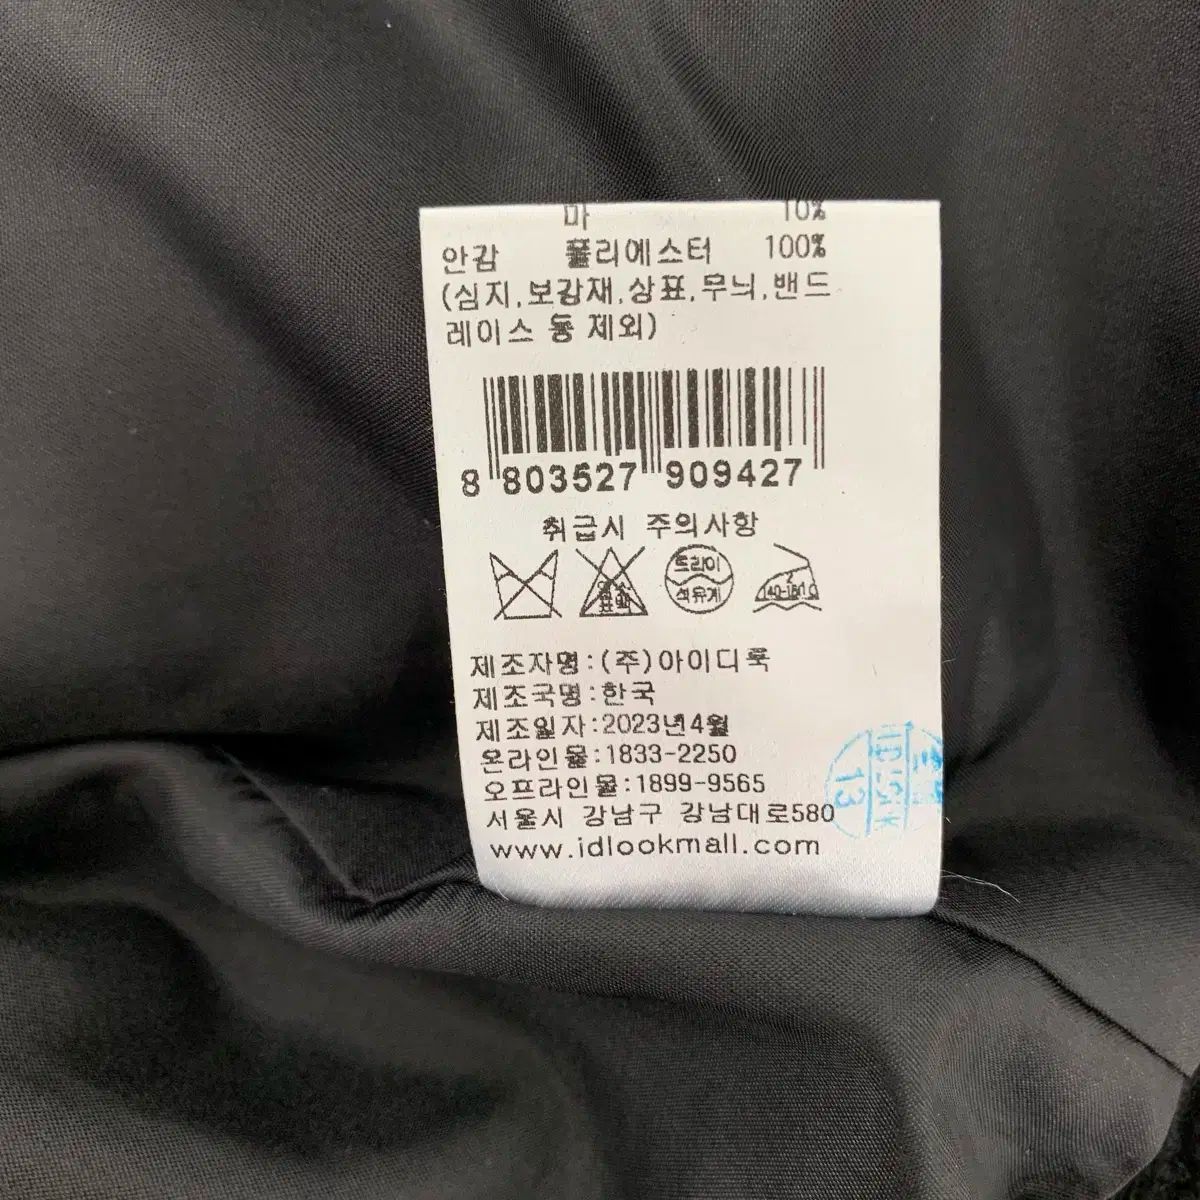 마 10%
안감 폴리에스터 100%
(심지,보강재,상표,무늬,밴드
레이스 등 제외)
8 803527 909427
취급시 주의사항
드라이
석유계
2
제조자명:(주)아이디룩
제조국명:한국
제조일자:2023년4월
온라인몰:1833-2250
오프라인몰:1899-9565
서울시 강남구 강남대로580
www.idlookmall.com
13